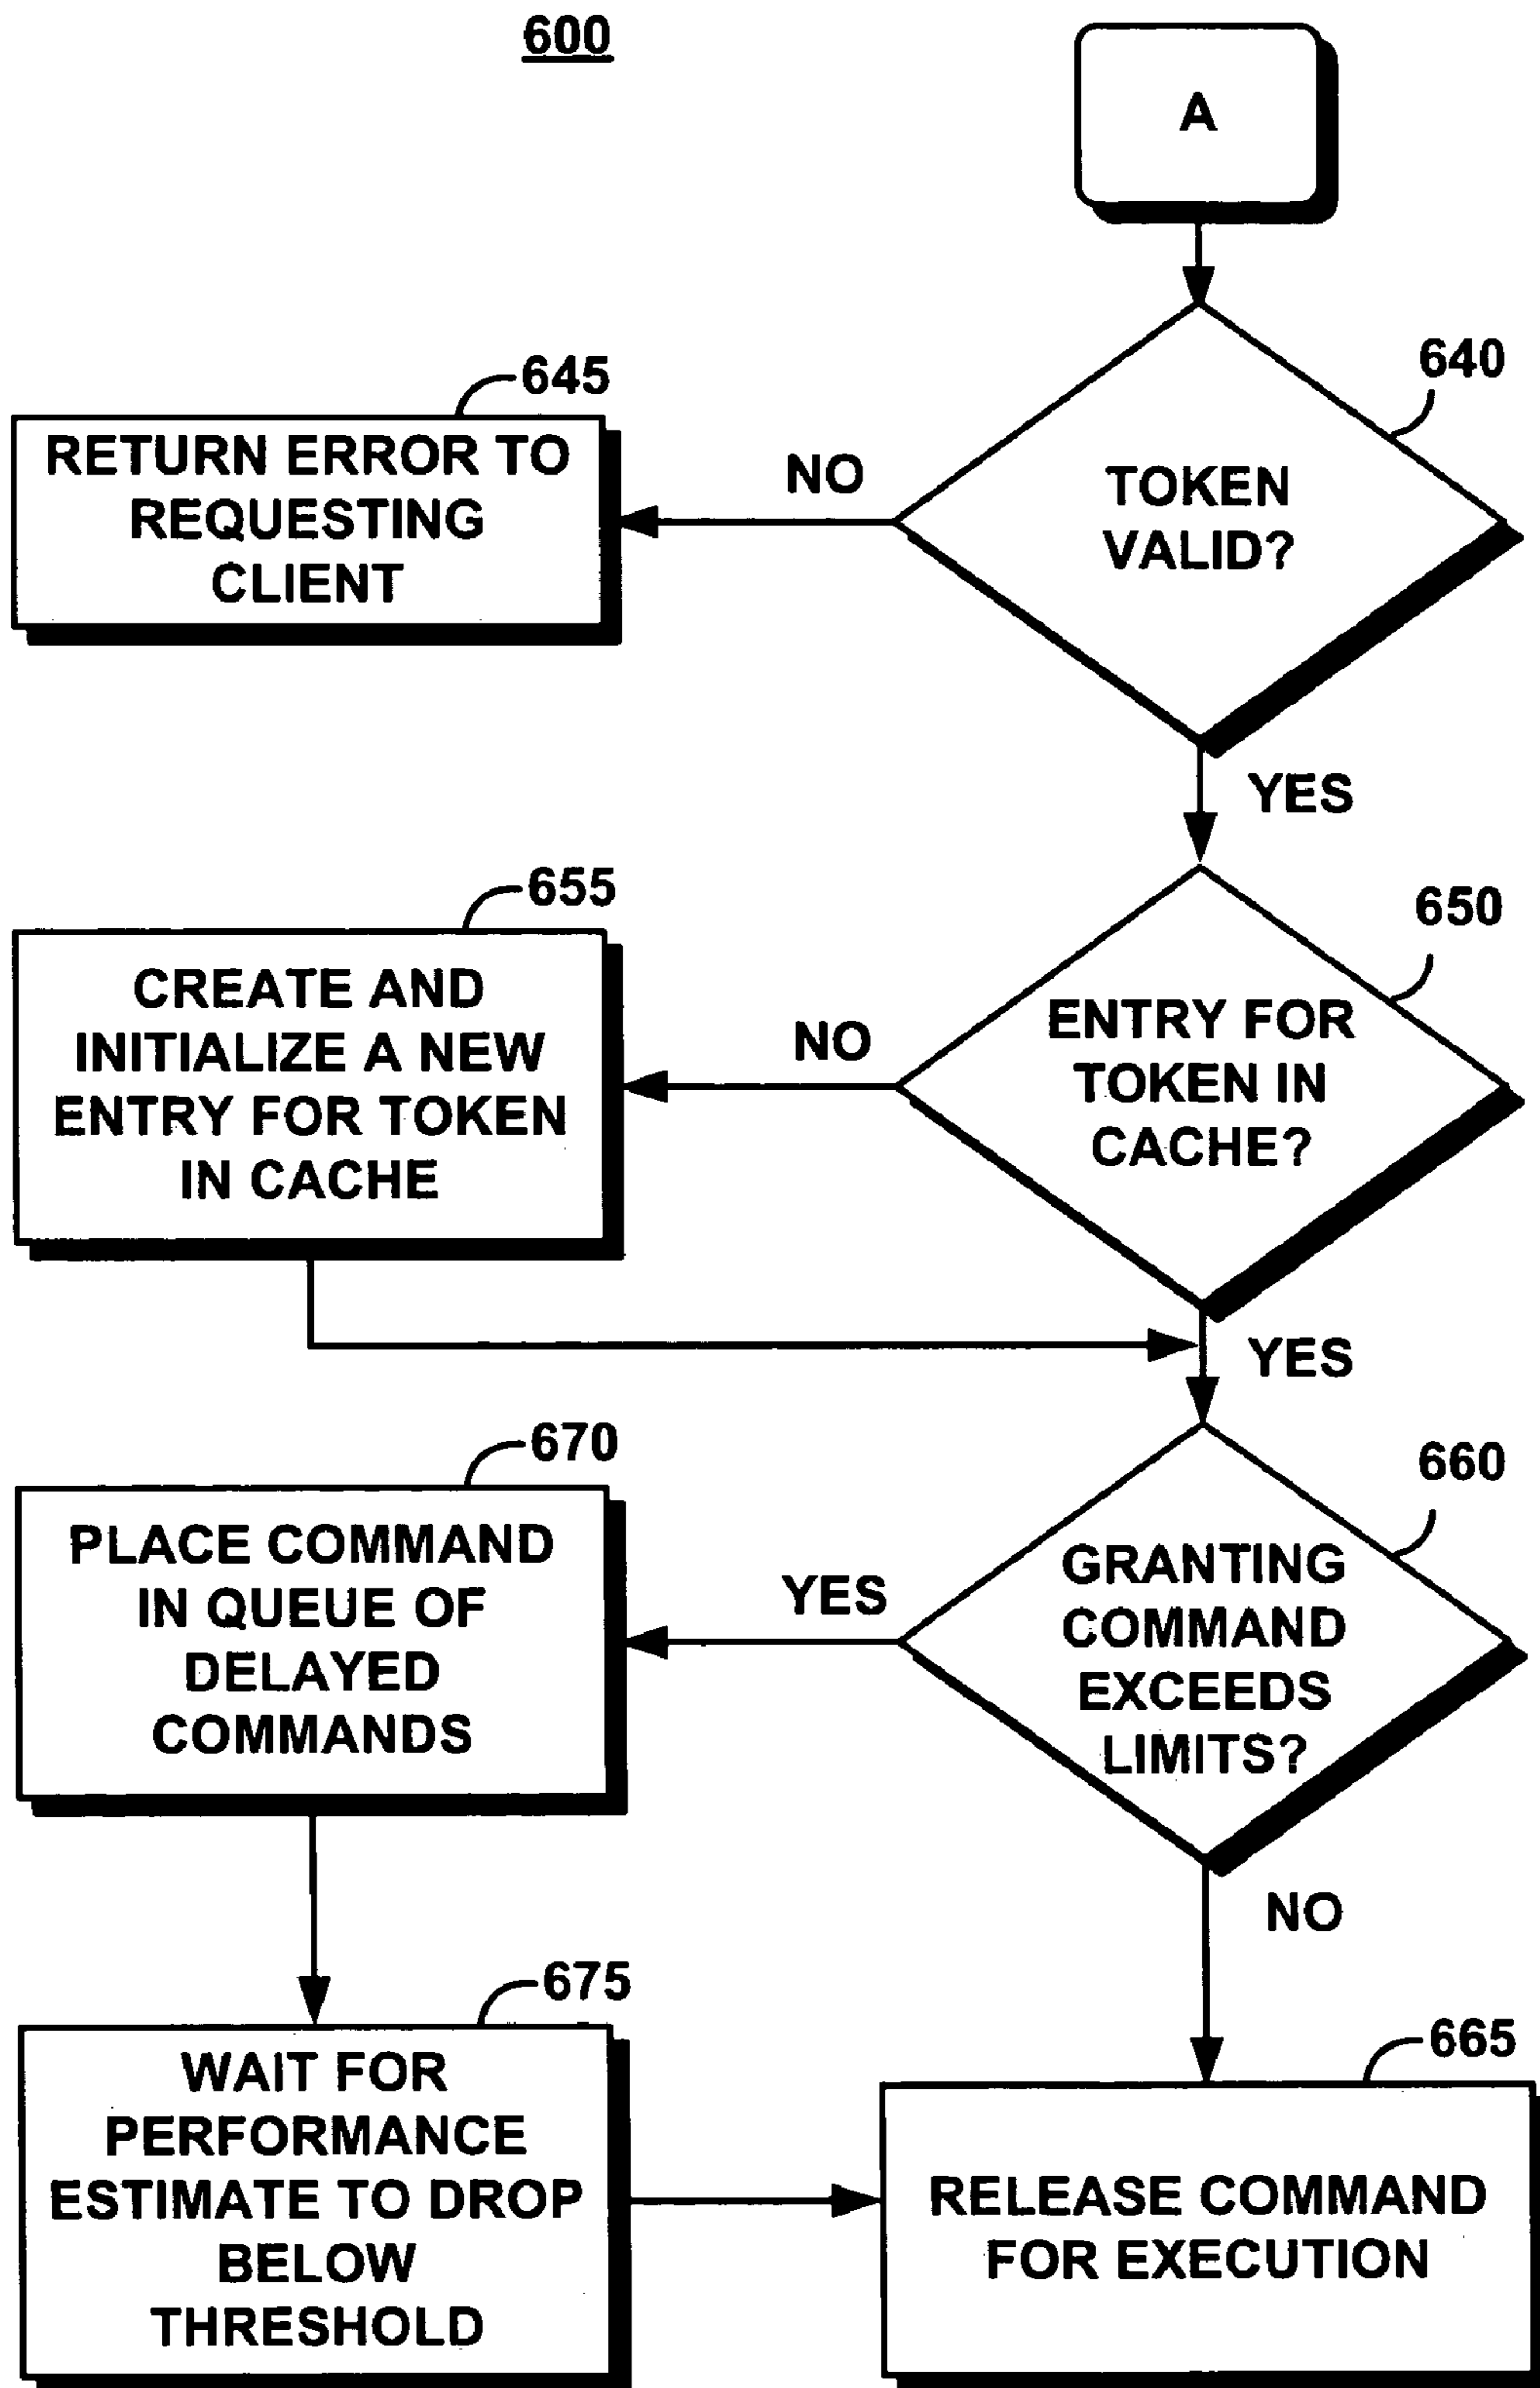 600
A
640
TOKEN
VALID?
NO
645
RETURN ERROR TO
REQUESTING
CLIENT
YES
650
ENTRY FOR
TOKEN IN
CACHE?
NO
655
CREATE AND
INITIALIZE A NEW
ENTRY FOR TOKEN
IN CACHE
YES
660
GRANTING
COMMAND
EXCEEDS
LIMITS?
YES
670
PLACE COMMAND
IN QUEUE OF
DELAYED
COMMANDS
NO
675
WAIT FOR
PERFORMANCE
ESTIMATE TO DROP
BELOW
THRESHOLD
665
RELEASE COMMAND
FOR EXECUTION